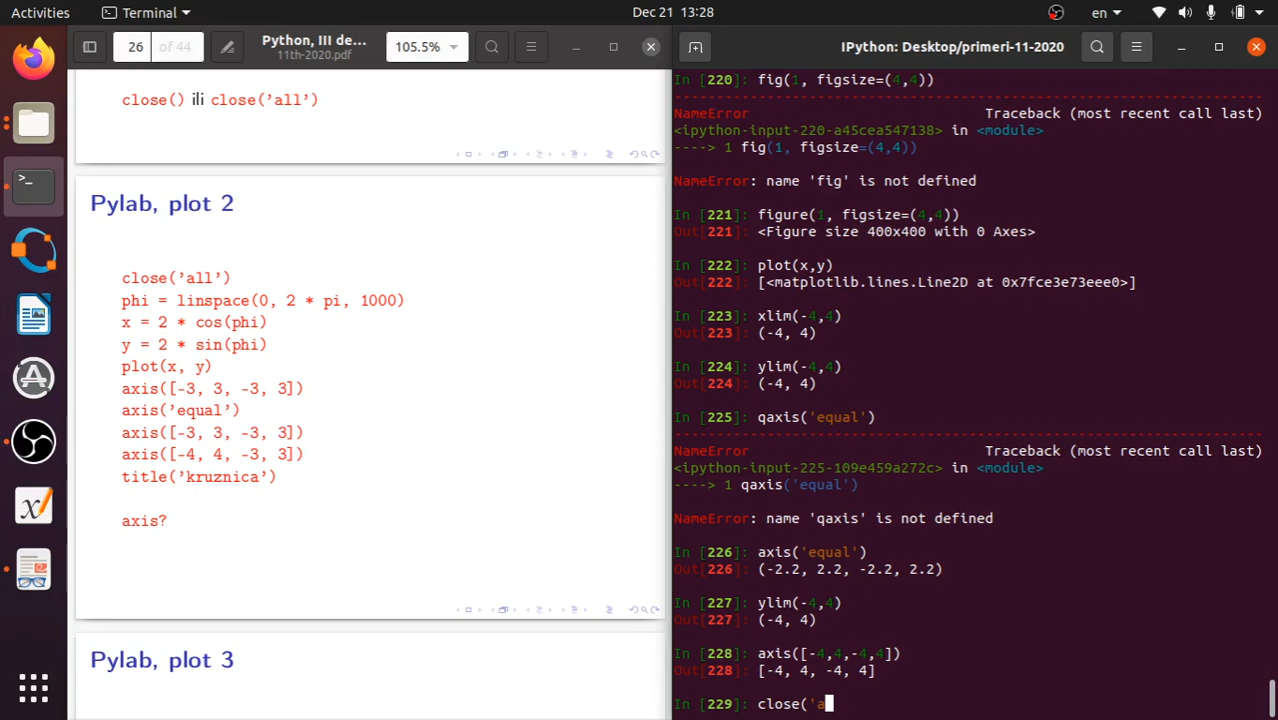 Activities
Terminal
Dec 21 13:28
en
26 of 44
Python, III de...
11th-2020.pdf
105.5%
close() ili close('all')
Pylab, plot 2
close('all')
phi = linspace(0, 2 * pi, 1000)
x = 2 * cos(phi)
y = 2 * sin(phi)
plot(x, y)
axis([-3, 3, -3, 3])
axis('equal')
axis([-3, 3, -3, 3])
axis([-4, 4, -3, 3])
title('kruznica')
axis?
Pylab, plot 3
IPython: Desktop/primeri-11-2020
In [220]: fig(1, figsize=(4,4))
---------------------------------------------------------------------------
NameError Traceback (most recent call last)
<ipython-input-220-a45cea547138> in <module>
----> 1 fig(1, figsize=(4,4))
NameError: name 'fig' is not defined
In [221]: figure(1, figsize=(4,4))
Out[221]: <Figure size 400x400 with 0 Axes>
In [222]: plot(x,y)
Out[222]: [<matplotlib.lines.Line2D at 0x7fce3e73eee0>]
In [223]: xlim(-4,4)
Out[223]: (-4, 4)
In [224]: ylim(-4,4)
Out[224]: (-4, 4)
In [225]: qaxis('equal')
---------------------------------------------------------------------------
NameError Traceback (most recent call last)
<ipython-input-225-109e459a272c> in <module>
----> 1 qaxis('equal')
NameError: name 'qaxis' is not defined
In [226]: axis('equal')
Out[226]: (-2.2, 2.2, -2.2, 2.2)
In [227]: ylim(-4,4)
Out[227]: (-4, 4)
In [228]: axis([-4,4,-4,4])
Out[228]: [-4, 4, -4, 4]
In [229]: close('a